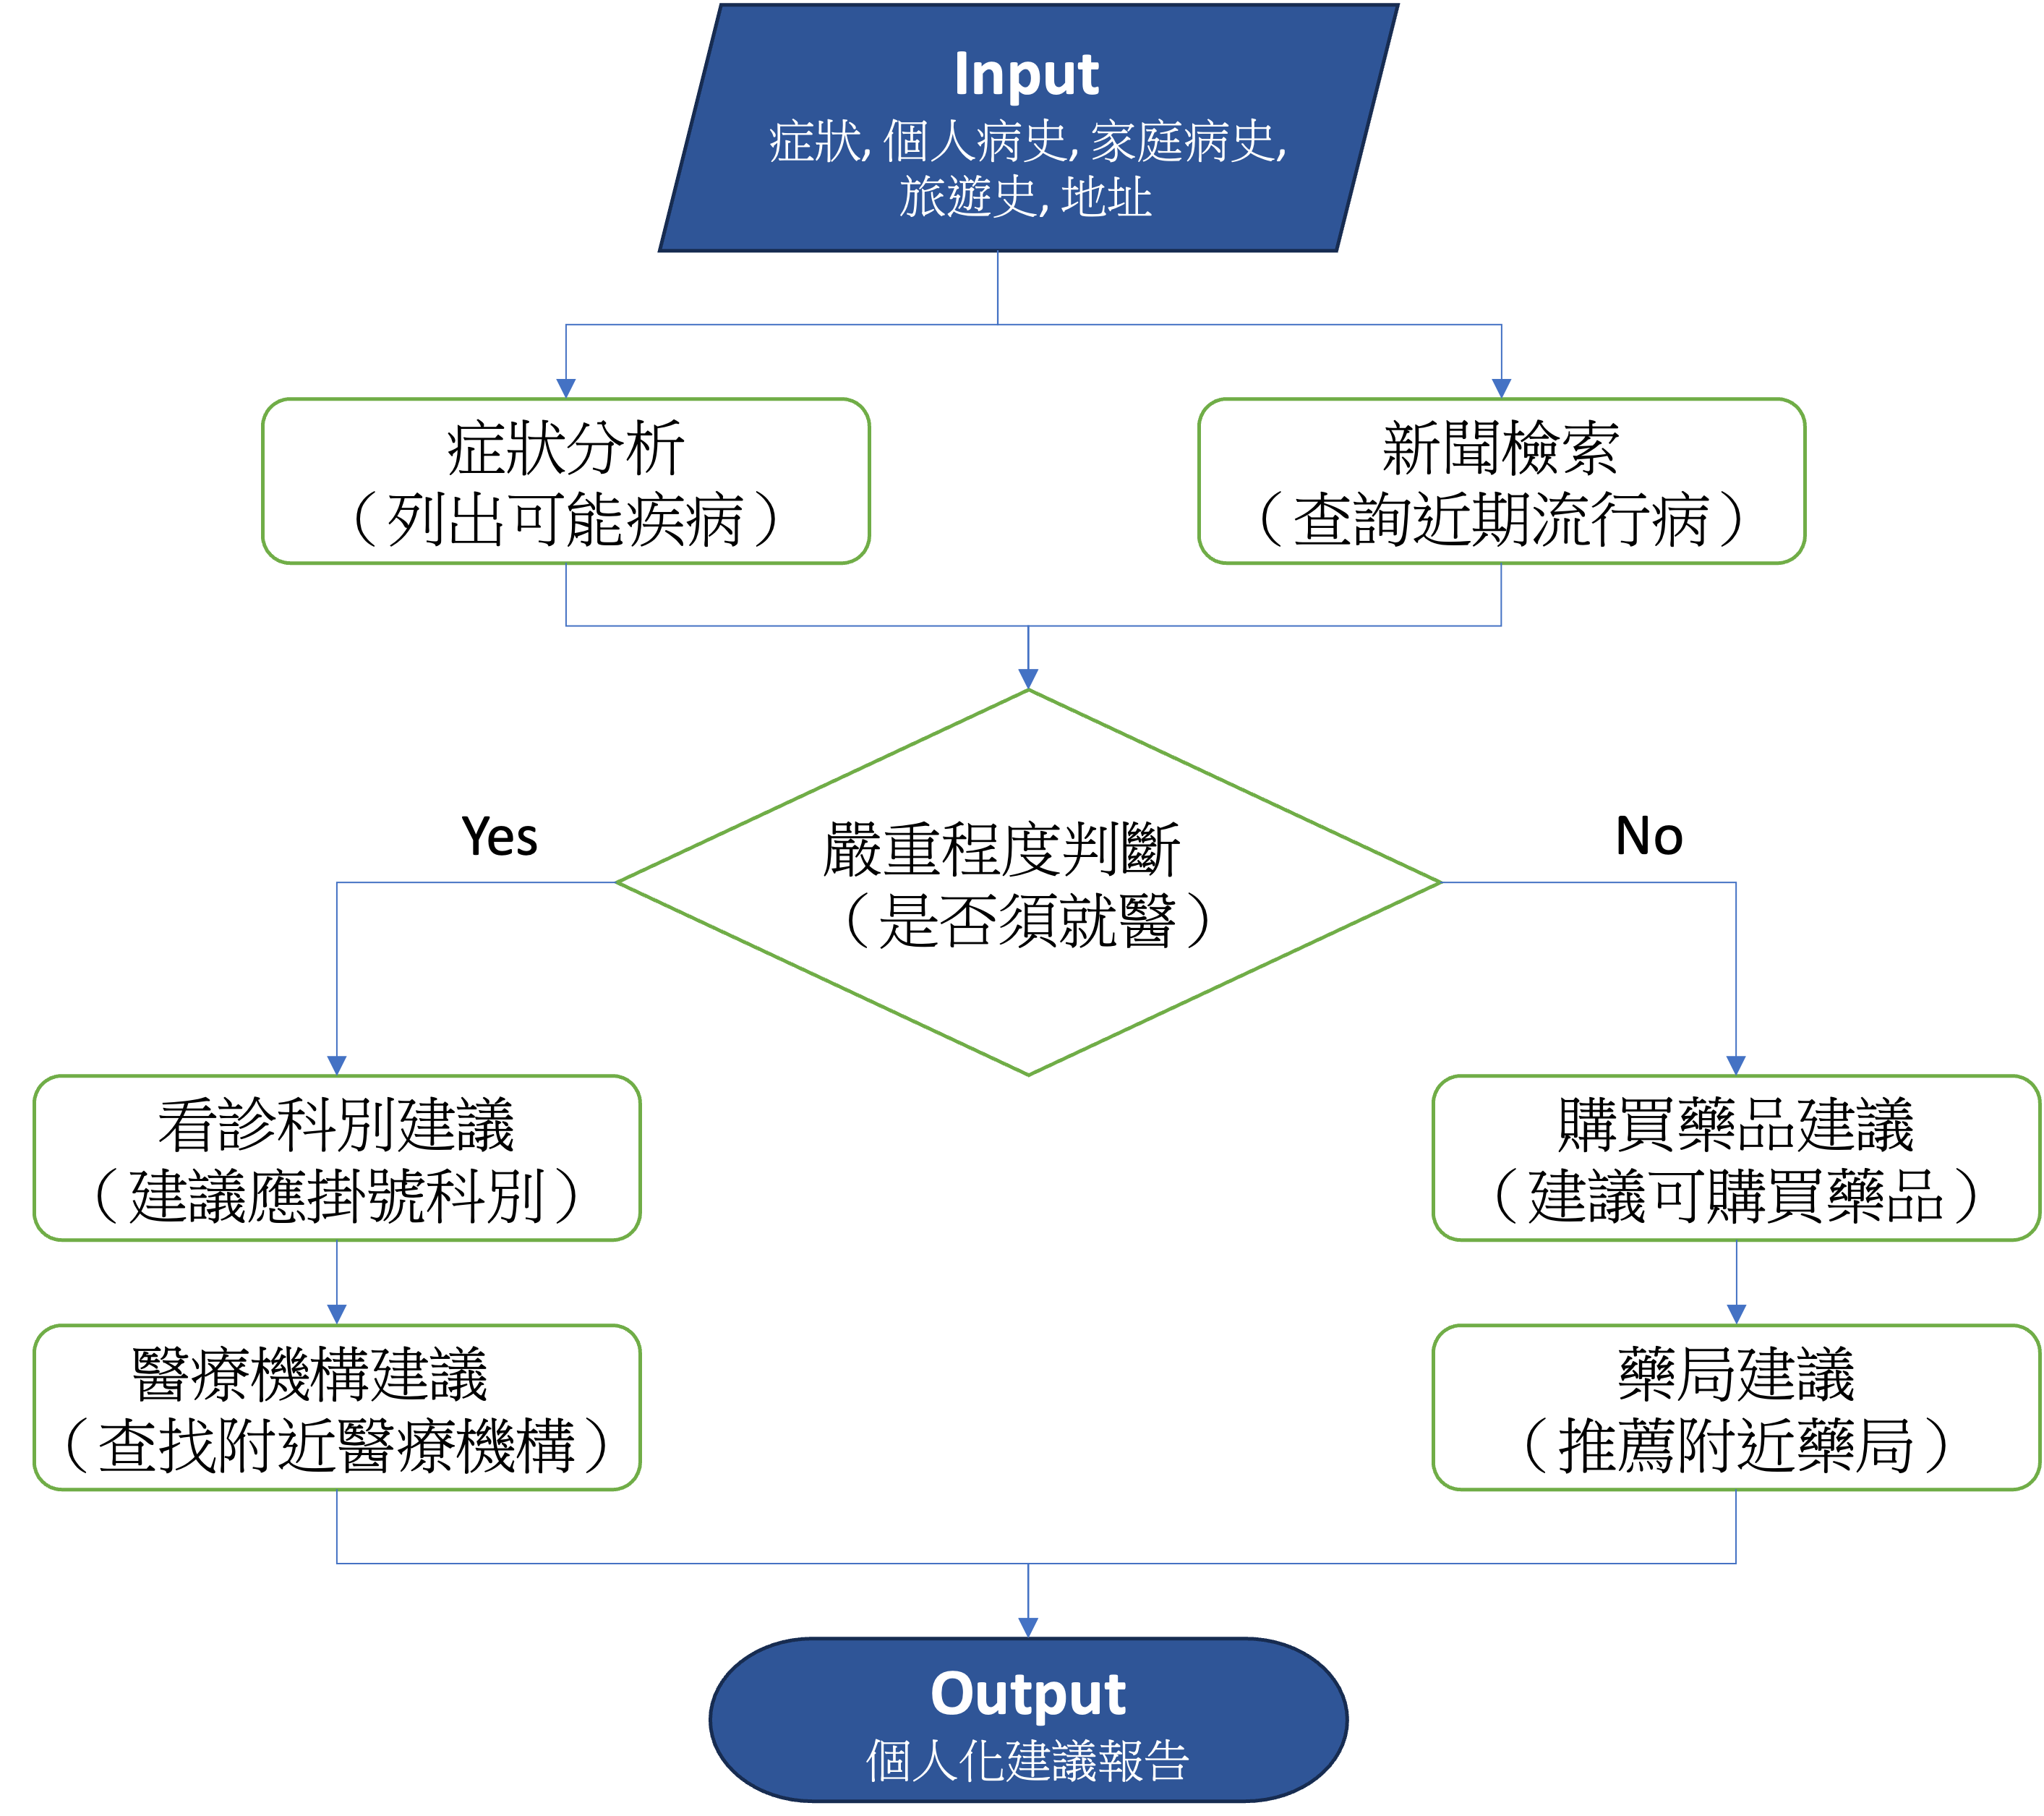 Input
症狀, 個人病史, 家庭病史,
旅遊史, 地址
症狀分析
（列出可能疾病）
新聞檢索
（查詢近期流行病）
Yes
嚴重程度判斷
（是否須就醫）
No
看診科別建議
（建議應掛號科別）
購買藥品建議
（建議可購買藥品）
醫療機構建議
（查找附近醫療機構）
藥局建議
（推薦附近藥局）
Output
個人化建議報告